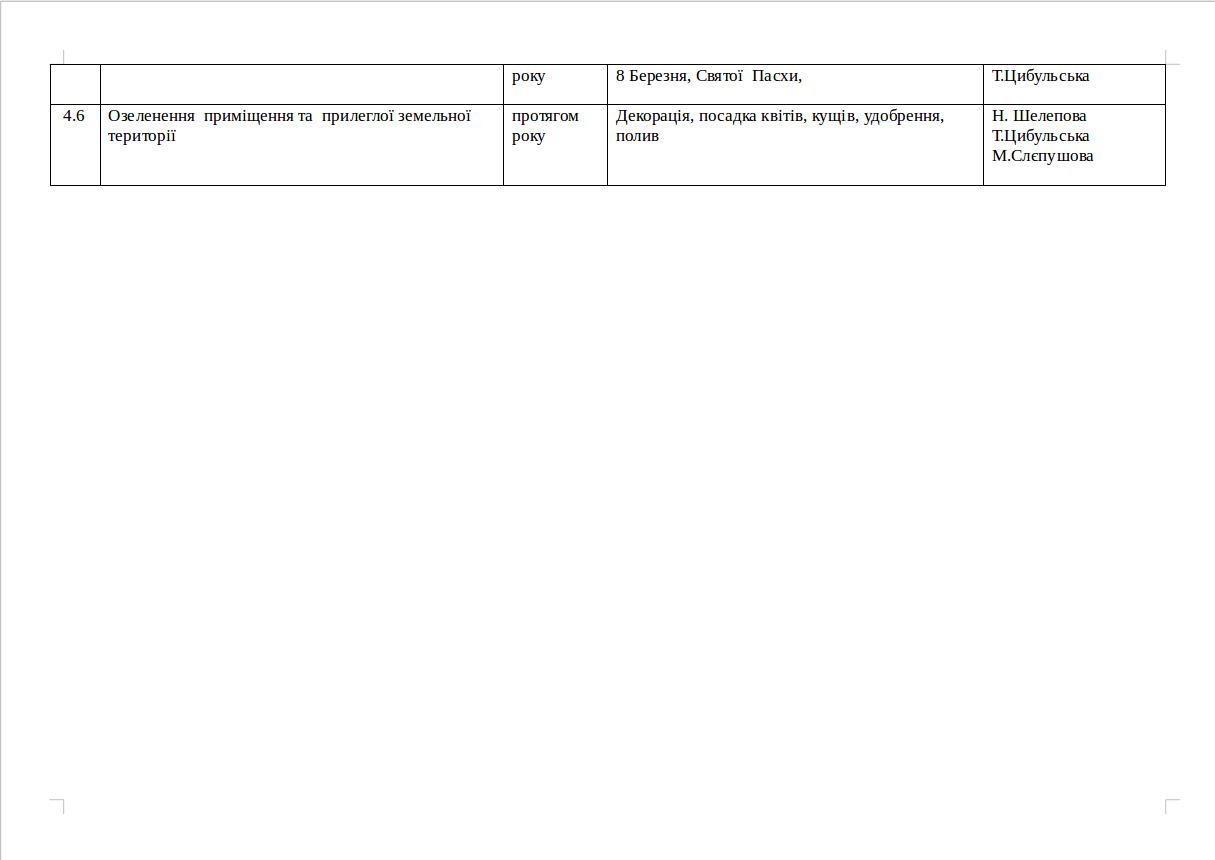 року
8 Березня, Святої  Пасхи,
Т.Цибульська
4.6
Озеленення  приміщення та  прилеглої земельної
території
протягом
року
Декорація, посадка квітів, кущів, удобрення,
полив
Н. Шелепова
Т.Цибульська
М.Слєпушова